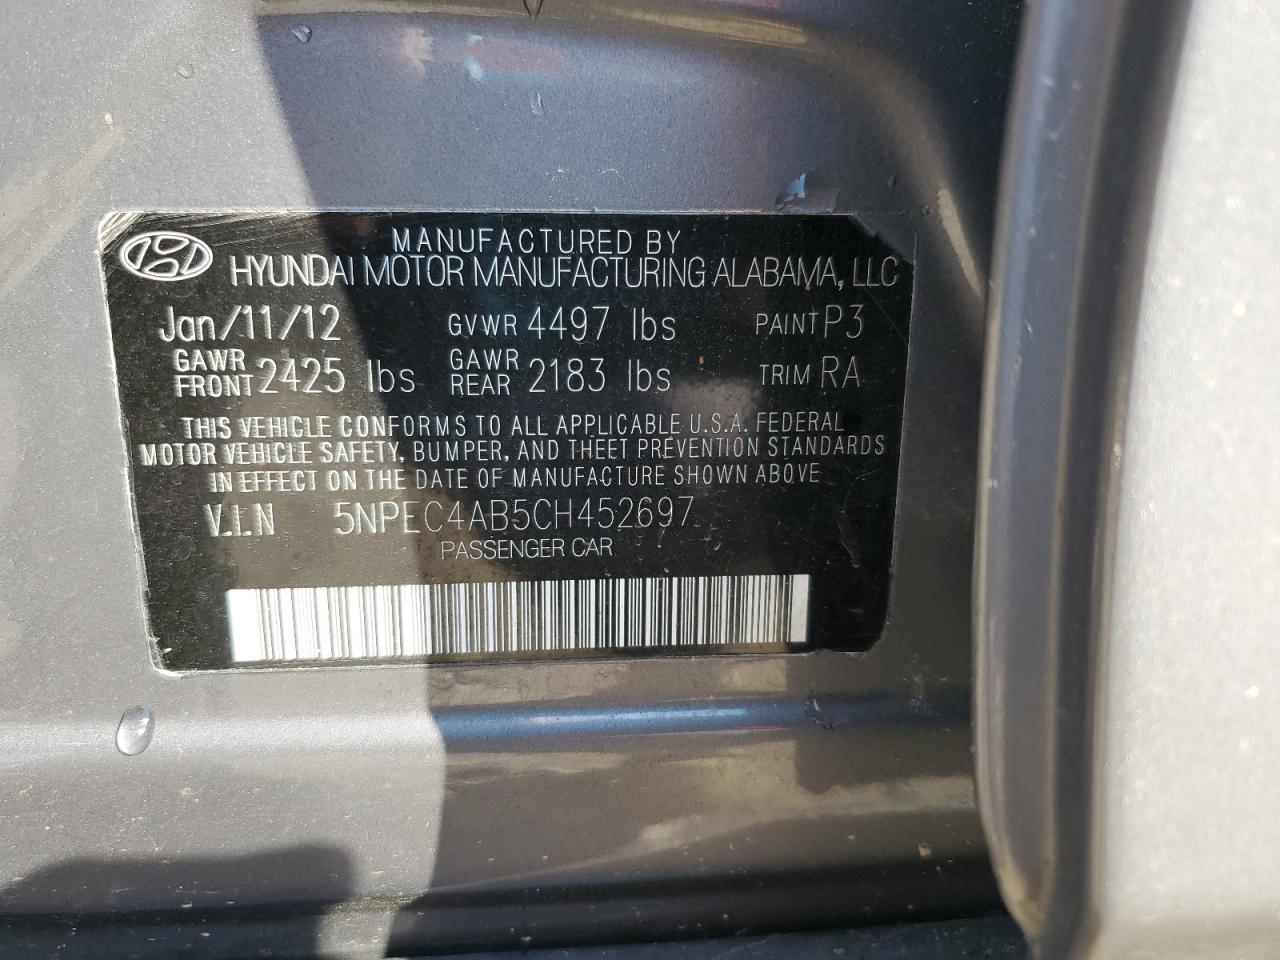 MANUFACTURED BY
HYUNDAI MOTOR MANUFACTURING ALABAMA, LLC
Jan/11/12 GVWR 4497 lbs PAINT P3
GAWR FRONT 2425 lbs GAWR REAR 2183 lbs TRIM RA
THIS VEHICLE CONFORMS TO ALL APPLICABLE U.S.A. FEDERAL
MOTOR VEHICLE SAFETY, BUMPER, AND THEFT PREVENTION STANDARDS
IN EFFECT ON THE DATE OF MANUFACTURE SHOWN ABOVE
V.I.N 5NPEC4AB5CH452697
PASSENGER CAR